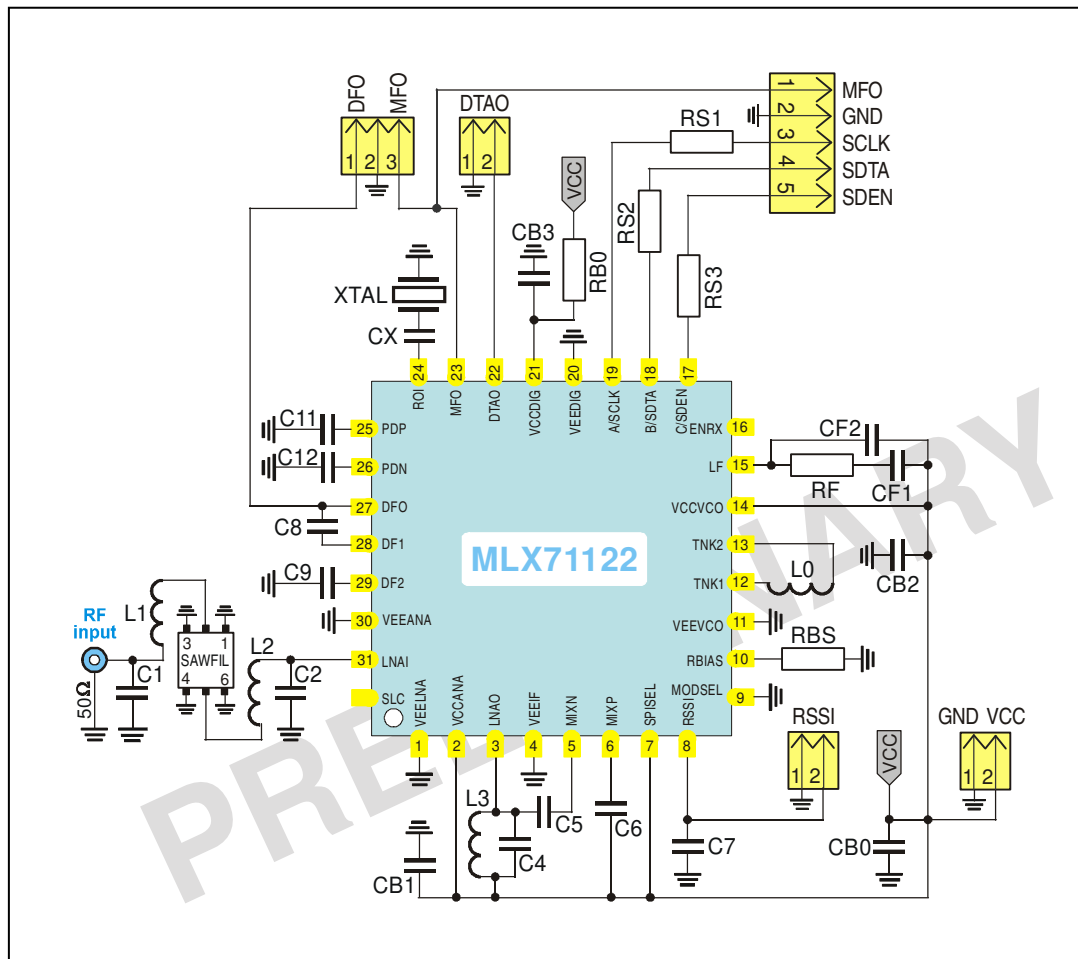 DFO
MFO
1 2 3
DTAO
1 2
1 MFO
2 GND
3 SCLK
4 SDTA
5 SDEN
RS1
RS2
RS3
VCC
CB3
RB0
XTAL
CX
24 23 22 21 20 19 18 17
ROI MFO DTAO VCCDIG VEEDIG A/SCLK B/SDTA C/SDEN
C11 25 PDP
C12 26 PDN
27 DFO
C8
28 DF1
C9 29 DF2
30 VEEANA
31 LNAI
SLC
ENRX 16
LF 15
CF2
RF
CF1
VCCVCO 14
TNK2 13
TNK1 12
L0
CB2
VEEVCO 11
RBIAS 10
RBS
MODSEL 9
MLX71122
RF
input
50Ω
L1
C1
3 1
SAWFIL
4 6
L2
C2
VEELNA VCCANA LNAO VEEIF MIXN MIXP SPISEL RSSI
1 2 3 4 5 6 7 8
L3
C4
C5
C6
C7
CB1
RSSI
1 2
VCC
CB0
GND VCC
1 2